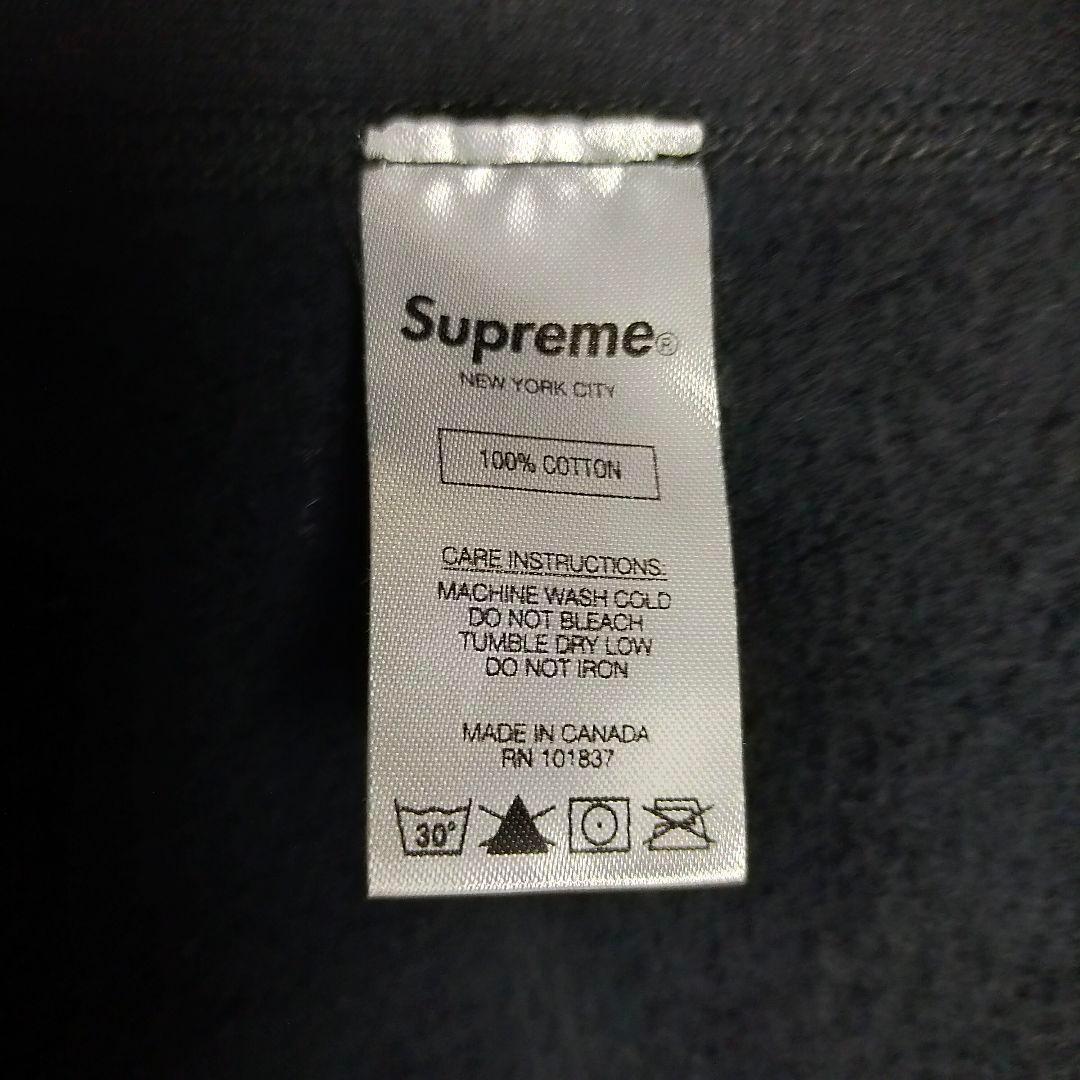 Supreme®
NEW YORK CITY
100% COTTON
CARE INSTRUCTIONS:
MACHINE WASH COLD
DO NOT BLEACH
TUMBLE DRY LOW
DO NOT IRON
MADE IN CANADA
RN 101837
30°